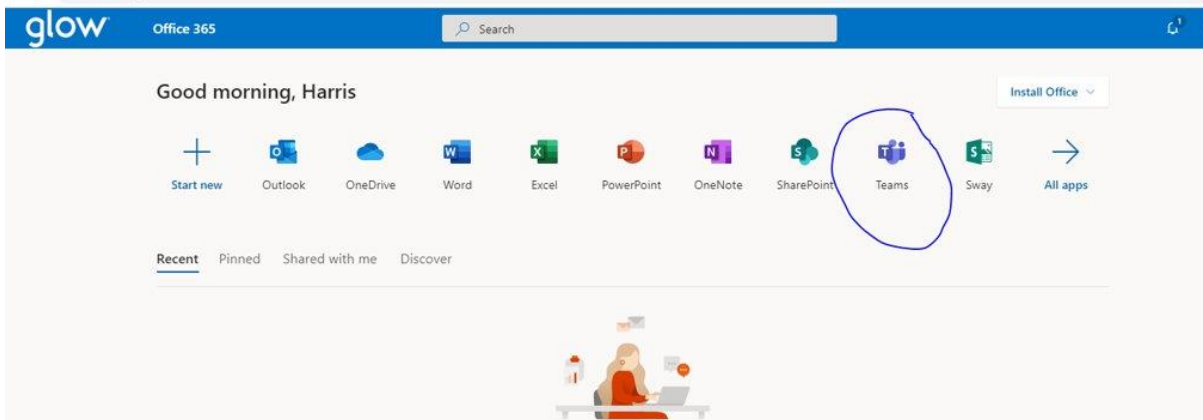 glow Office 365 Search 1
Good morning, Harris
Install Office
Start new Outlook OneDrive Word Excel PowerPoint OneNote SharePoint Teams Sway All apps
Recent Pinned Shared with me Discover